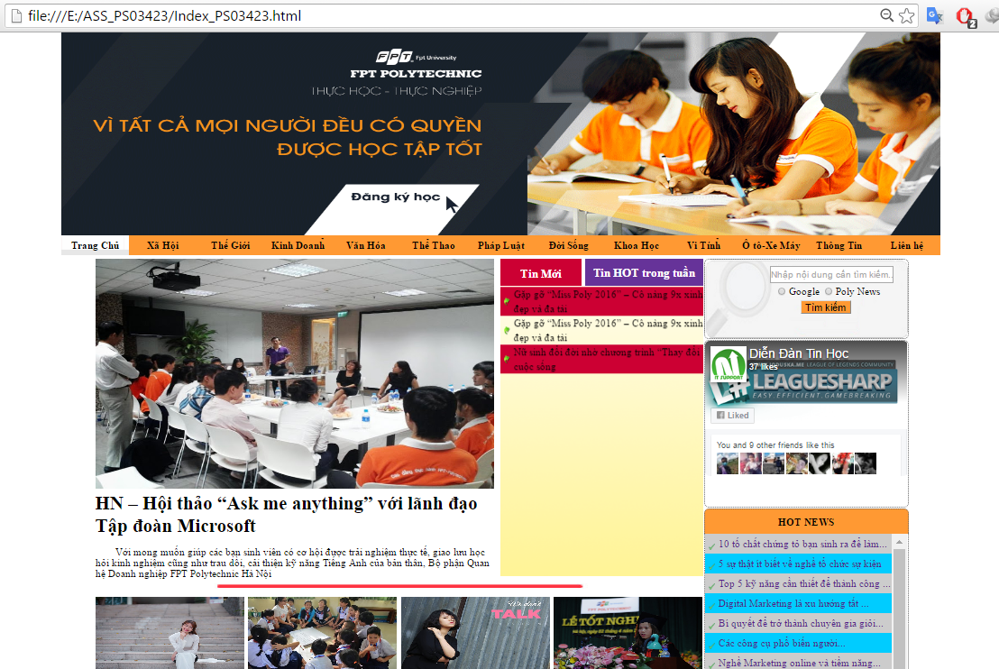 file:///E:/ASS_PS03423/Index_PS03423.html
2
FPT Fpt University
FPT POLYTECHNIC
THỰC HỌC - THỰC NGHIỆP
VÌ TẤT CẢ MỌI NGƯỜI ĐỀU CÓ QUYỀN
ĐƯỢC HỌC TẬP TỐT
Đăng ký học
Trang Chủ Xã Hội Thế Giới Kinh Doanh Văn Hóa Thể Thao Pháp Luật Đời Sống Khoa Học Vi Tính Ô tô-Xe Máy Thông Tin Liên hệ
HN – Hội thảo “Ask me anything” với lãnh đạo
Tập đoàn Microsoft
Với mong muốn giúp các bạn sinh viên có cơ hội được trải nghiệm thực tế, giao lưu học
hỏi kinh nghiệm cũng như trau dồi, cải thiện kỹ năng Tiếng Anh của bản thân, Bộ phận Quan
hệ Doanh nghiệp FPT Polytechnic Hà Nội
TALK
LỄ TỐT NGH
Tin Mới
Tin HOT trong tuần
Gặp gỡ “Miss Poly 2016” – Cô nàng 9x xinh
đẹp và đa tài
Gặp gỡ “Miss Poly 2016” – Cô nàng 9x xinh
đẹp và đa tài
Nữ sinh đổi đời nhờ chương trình “Thay đổi
cuộc sống
Nhập nội dung cần tìm kiếm.
Google Poly News
Tìm kiếm
Diễn Đàn Tin Học
37 likes
IT SUPPORT
LEAGUE OF LEGENDS COMMUNITY
LEAGUESHARP
EASY.EFFICIENT.GAMEBREAKING
Liked
You and 9 other friends like this
HOT NEWS
10 tố chất chứng tỏ bạn sinh ra để làm...
5 sự thật ít biết về nghề tổ chức sự kiện
Top 5 kỹ năng cần thiết để thành công ...
Digital Marketing là xu hướng tất ...
Bí quyết để trở thành chuyên gia giỏi...
Các công cụ phổ biến người...
Nghề Marketing online và tiềm năng...